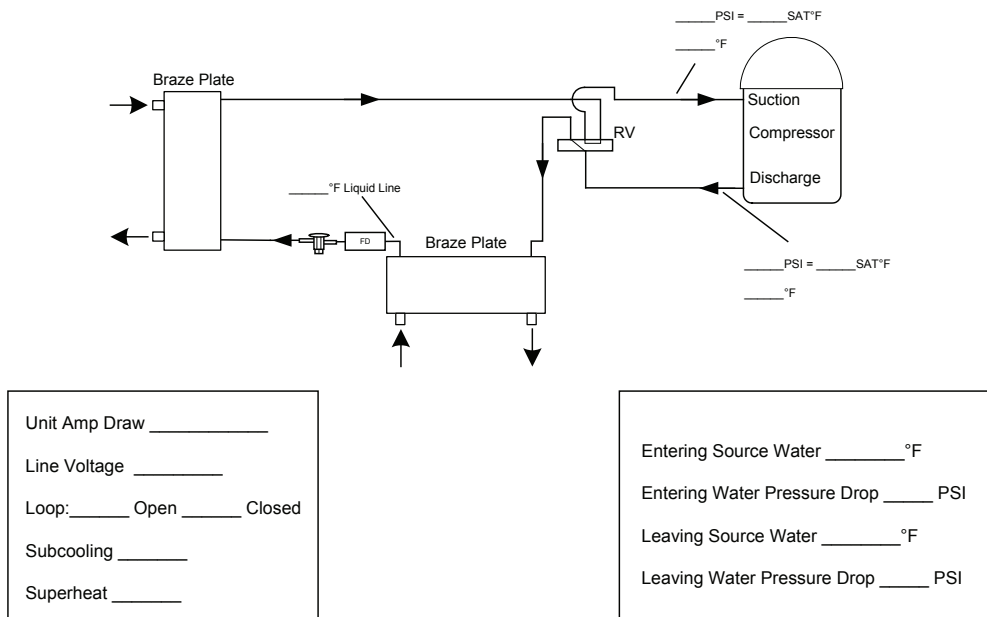 _____PSI = _____SAT°F
_____°F
Braze Plate
Suction
RV
Compressor
Discharge
_____°F Liquid Line
FD
Braze Plate
_____PSI = _____SAT°F
_____°F
Unit Amp Draw ____________
Line Voltage _________
Loop:______ Open ______ Closed
Subcooling _______
Superheat _______
Entering Source Water ________°F
Entering Water Pressure Drop _____ PSI
Leaving Source Water ________°F
Leaving Water Pressure Drop _____ PSI